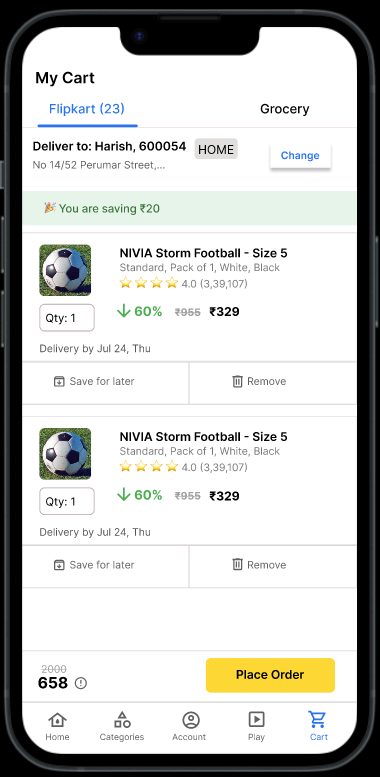 My Cart
Flipkart (23)
Grocery
Deliver to: Harish, 600054 HOME
No 14/52 Perumar Street,...
Change
You are saving ₹20
NIVIA Storm Football - Size 5
Standard, Pack of 1, White, Black
4.0 (3,39,107)
Qty: 1
60% ₹955 ₹329
Delivery by Jul 24, Thu
Save for later
Remove
NIVIA Storm Football - Size 5
Standard, Pack of 1, White, Black
4.0 (3,39,107)
Qty: 1
60% ₹955 ₹329
Delivery by Jul 24, Thu
Save for later
Remove
2000
658
Place Order
Home
Categories
Account
Play
Cart